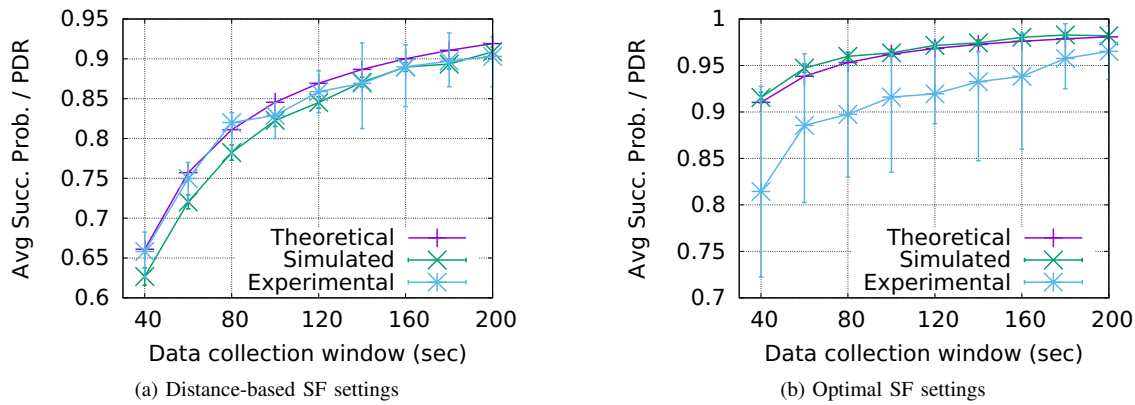 Avg Succ. Prob. / PDR
0.95
0.9
0.85
0.8
0.75
0.7
0.65
0.6
Theoretical
Simulated
Experimental
40
80
120
160
200
Data collection window (sec)
(a) Distance-based SF settings
Avg Succ. Prob. / PDR
1
0.95
0.9
0.85
0.8
0.75
0.7
Theoretical
Simulated
Experimental
40
80
120
160
200
Data collection window (sec)
(b) Optimal SF settings